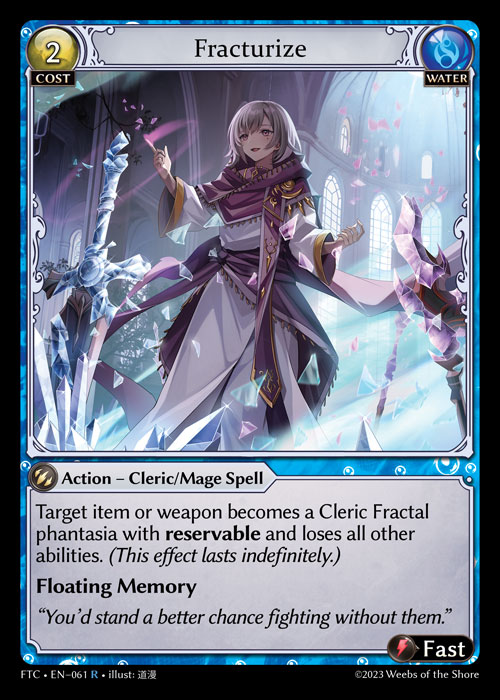 2
Fracturize
COST
WATER
Action – Cleric/Mage Spell
Target item or weapon becomes a Cleric Fractal
phantasia with reservable and loses all other
abilities. (This effect lasts indefinitely.)
Floating Memory
“You’d stand a better chance fighting without them.”
Fast
FTC • EN–061 R • illust: 道漫
©2023 Weebs of the Shore